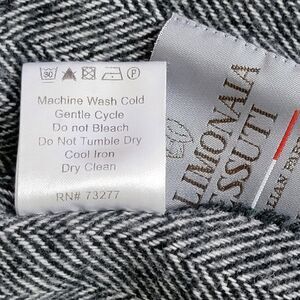 Machine Wash Cold
Gentle Cycle
Do not Bleach
Do Not Tumble Dry
Cool Iron
Dry Clean
RN# 73277
LIMONAIA